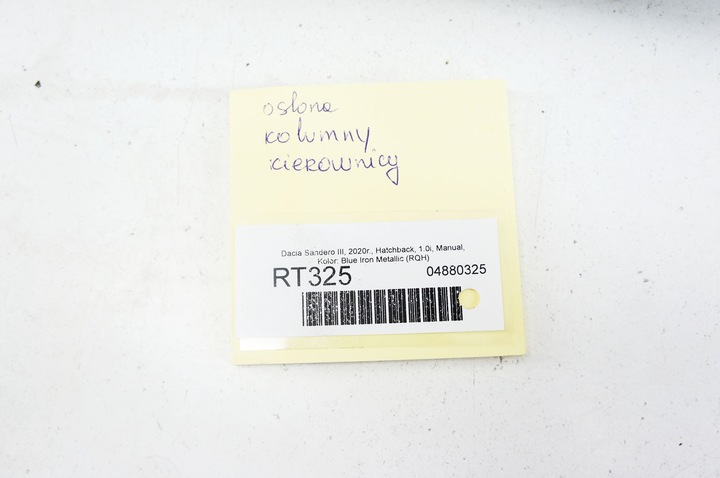 osłona
kolumny
kierownicy
Dacia Sandero III, 2020r., Hatchback, 1.0i, Manual,
Kolor: Blue Iron Metallic (RQH)
RT325 04880325